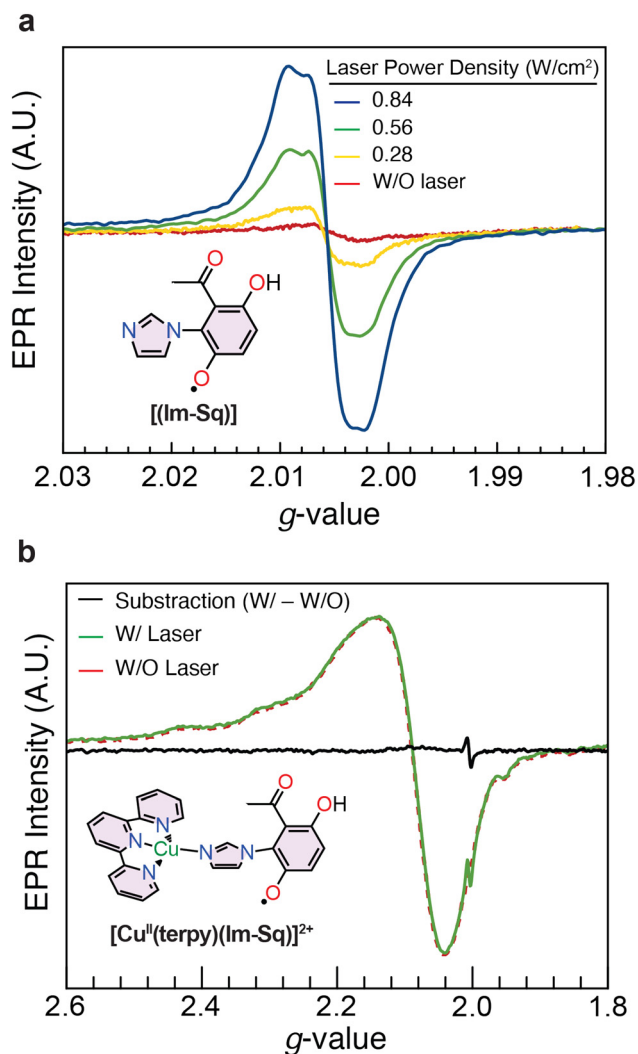 a
Laser Power Density (W/cm²)
0.84
0.56
0.28
W/O laser
EPR Intensity (A.U.)
O
OH
N
N
O
[(Im-Sq)]
2.03 2.02 2.01 2.00 1.99 1.98
g-value
b
Substraction (W/ – W/O)
W/ Laser
W/O Laser
EPR Intensity (A.U.)
O
OH
N
N Cu N N
N
O
[Cuᴵᴵ(terpy)(Im-Sq)]²⁺
2.6 2.4 2.2 2.0 1.8
g-value